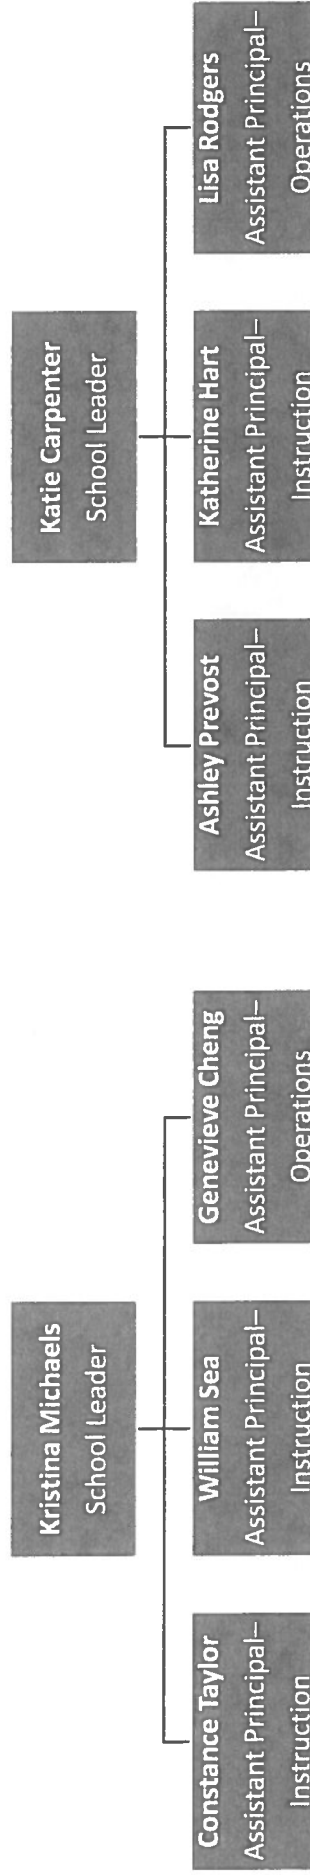 Kristina Michaels
School Leader
Constance Taylor
Assistant Principal–
Instruction
William Sea
Assistant Principal–
Instruction
Genevieve Cheng
Assistant Principal–
Operations
Katie Carpenter
School Leader
Ashley Prevost
Assistant Principal–
Instruction
Katherine Hart
Assistant Principal–
Instruction
Lisa Rodgers
Assistant Principal–
Operations